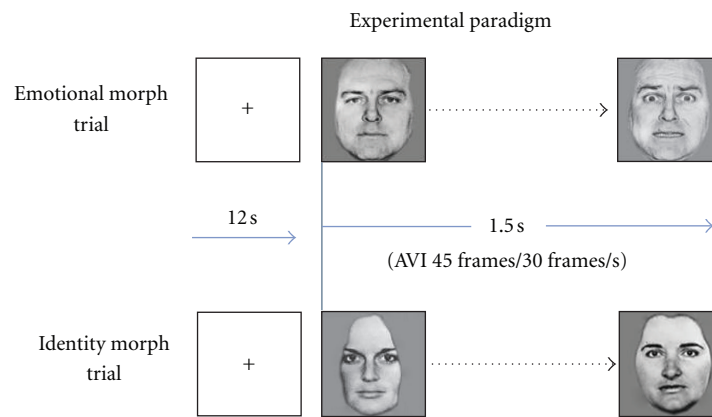 Experimental paradigm
Emotional morph
trial
+
12 s
1.5 s
(AVI 45 frames/30 frames/s)
Identity morph
trial
+